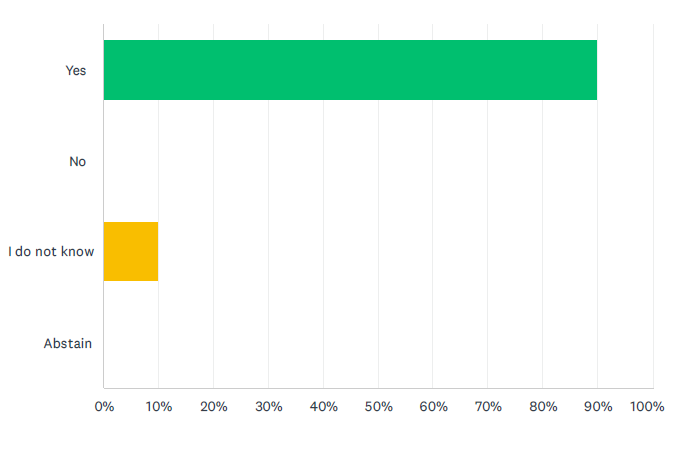 Yes
No
I do not know
Abstain
0% 10% 20% 30% 40% 50% 60% 70% 80% 90% 100%